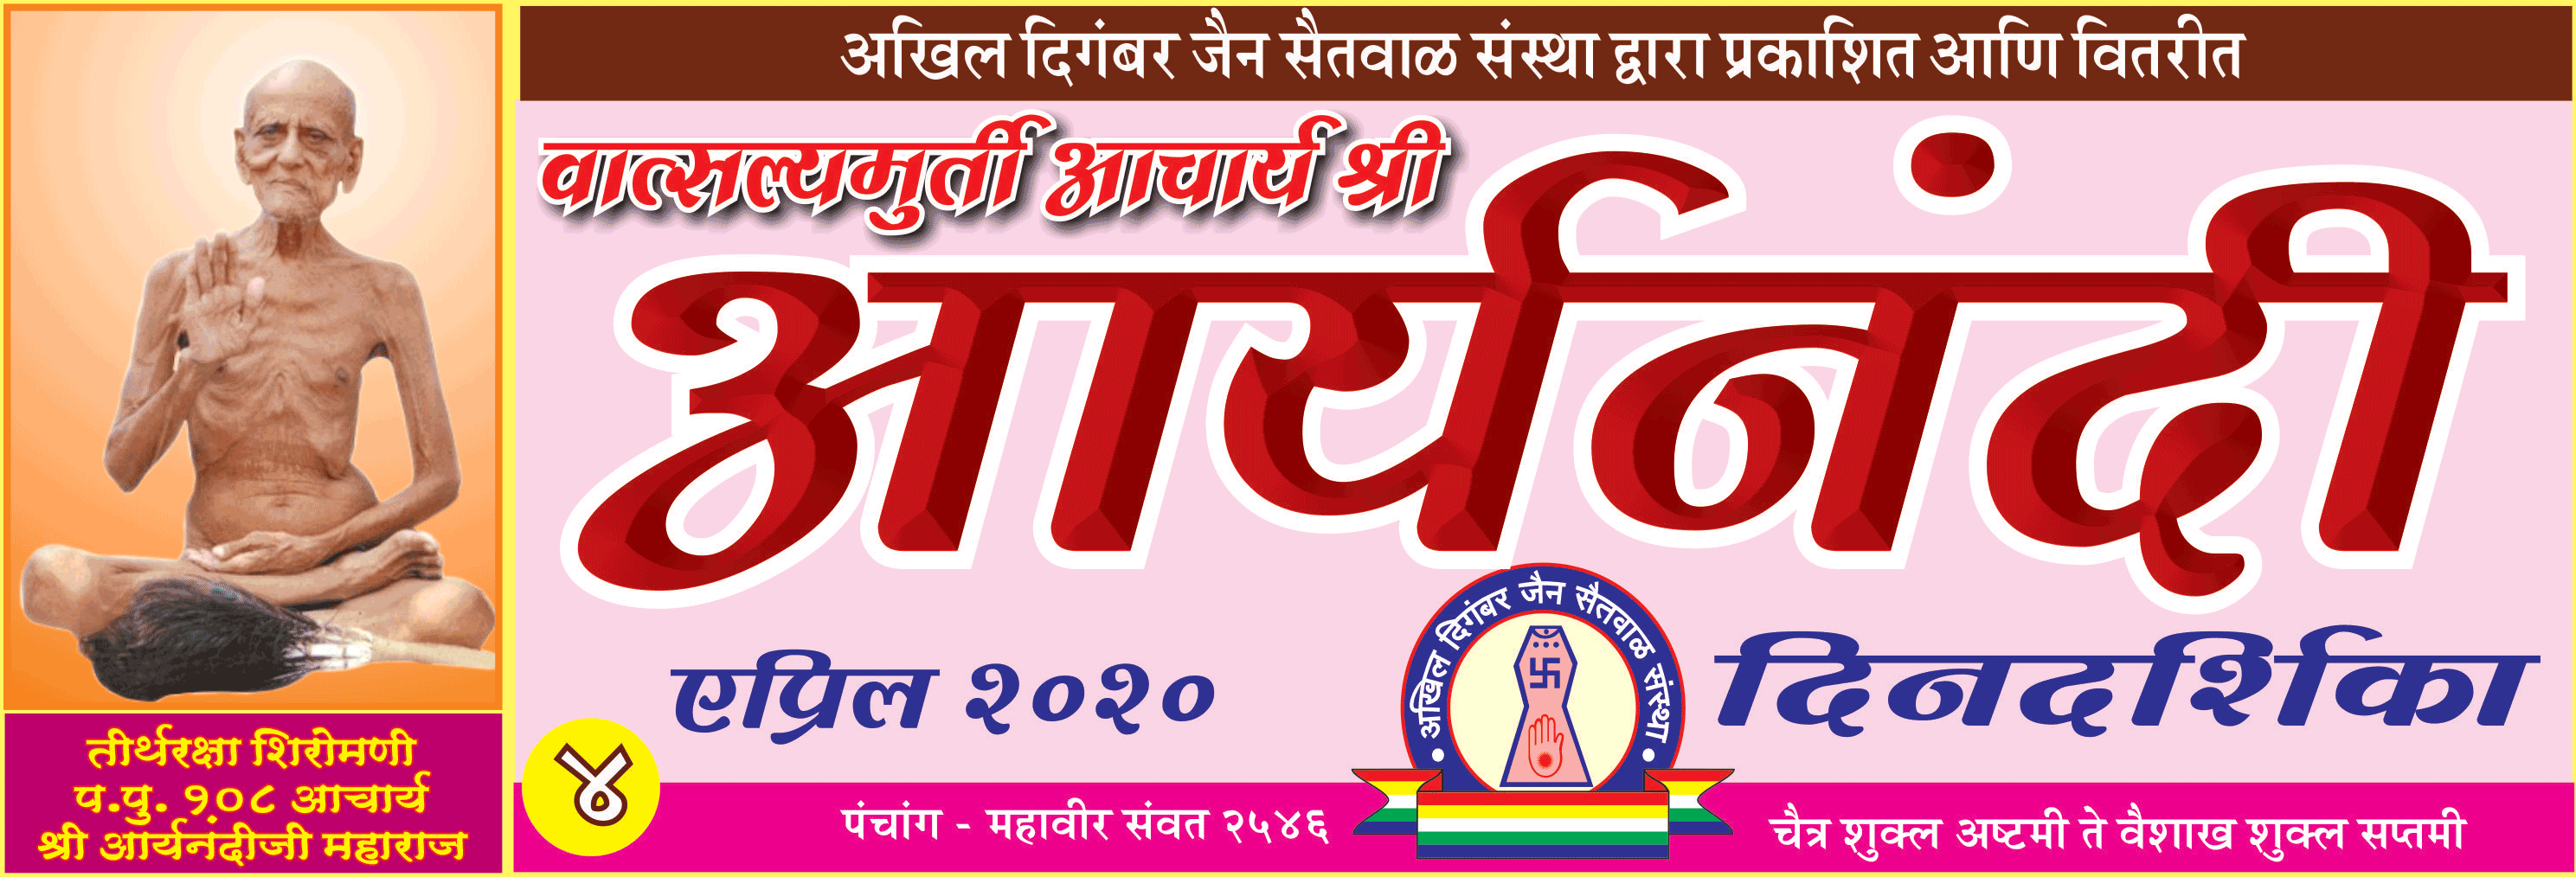 अखिल दिगंबर जैन सैतवाळ संस्था द्वारा प्रकाशित आणि वितरीत
वात्सल्यमुर्ती आचार्य श्री
आर्यनंदी
एप्रिल २०२०
दिनदर्शिका
अखिल दिगंबर जैन सैतवाळ संस्था
४
पंचांग - महावीर संवत २५४६
चैत्र शुक्ल अष्टमी ते वैशाख शुक्ल सप्तमी
तीर्थरक्षा शिरोमणी
प.पु. १०८ आचार्य
श्री आर्यनंदीजी महाराज